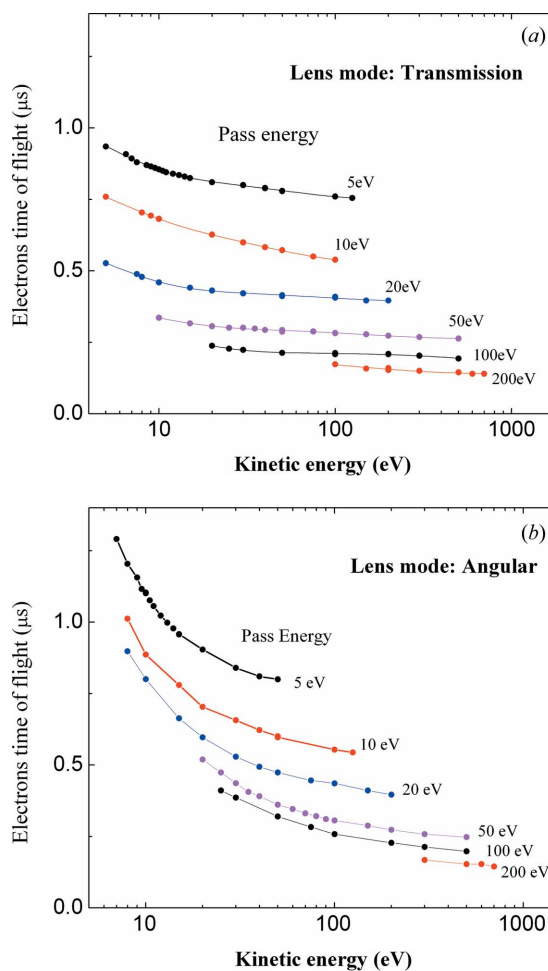 (a)
Lens mode: Transmission
Electrons time of flight (μs)
1.0
0.5
0.0
Pass energy
5eV
10eV
20eV
50eV
100eV
200eV
10
100
1000
Kinetic energy (eV)
(b)
Lens mode: Angular
Electrons time of flight (μs)
1.0
0.5
0.0
Pass Energy
5 eV
10 eV
20 eV
50 eV
100 eV
200 eV
10
100
1000
Kinetic energy (eV)